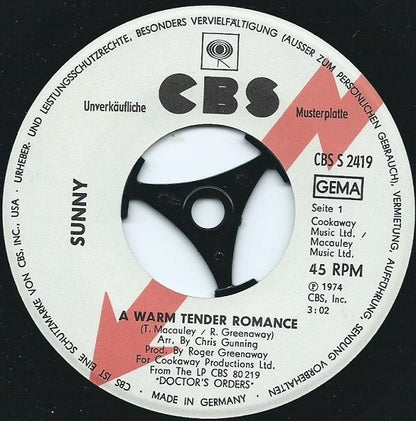 URHEBER- UND LEISTUNGSSCHUTZRECHTE, BESONDERS VERVIELFÄLTIGUNG (AUSSER ZUM PERSÖNLICHEN GEBRAUCH), VERMIETUNG, AUFFÜHRUNG, SENDUNG VORBEHALTEN
CBS
Unverkäufliche
Musterplatte
CBS S 2419
GEMA
Seite 1
Cookaway
Music Ltd. /
Macauley
Music Ltd.
45 RPM
℗ 1974
CBS, Inc.
3:02
SUNNY
A WARM TENDER ROMANCE
(T. Macauley / R. Greenaway)
Arr. By Chris Gunning
Prod. By Roger Greenaway
For Cookaway Productions Ltd.
From The LP CBS 80 219
"DOCTOR'S ORDERS"
MADE IN GERMANY
CBS IST EINE SCHUTZMARKE VON CBS, INC., USA